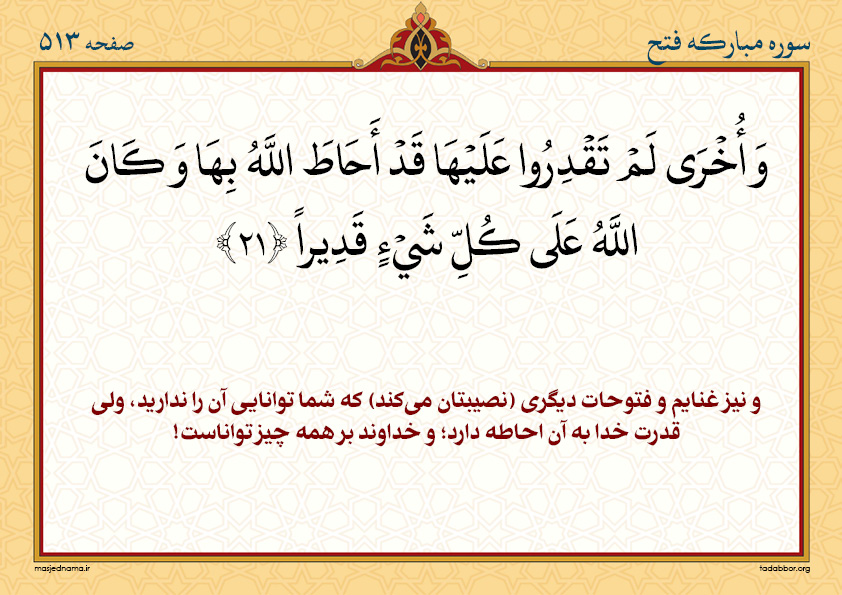 سوره مبارکه فتح
صفحه ۵۱۳
وَ أُخْرَى لَمْ تَقْدِرُوا عَلَيْهَا قَدْ أَحَاطَ اللَّهُ بِهَا وَ كَانَ
اللَّهُ عَلَى كُلِّ شَيْءٍ قَدِيراً ﴿۲۱﴾
و نیز غنایم و فتوحات دیگری (نصیبتان می‌کند) که شما توانایی آن را ندارید، ولی
قدرت خدا به آن احاطه دارد؛ و خداوند بر همه چیز تواناست!
masjednama.ir
tadabbor.org